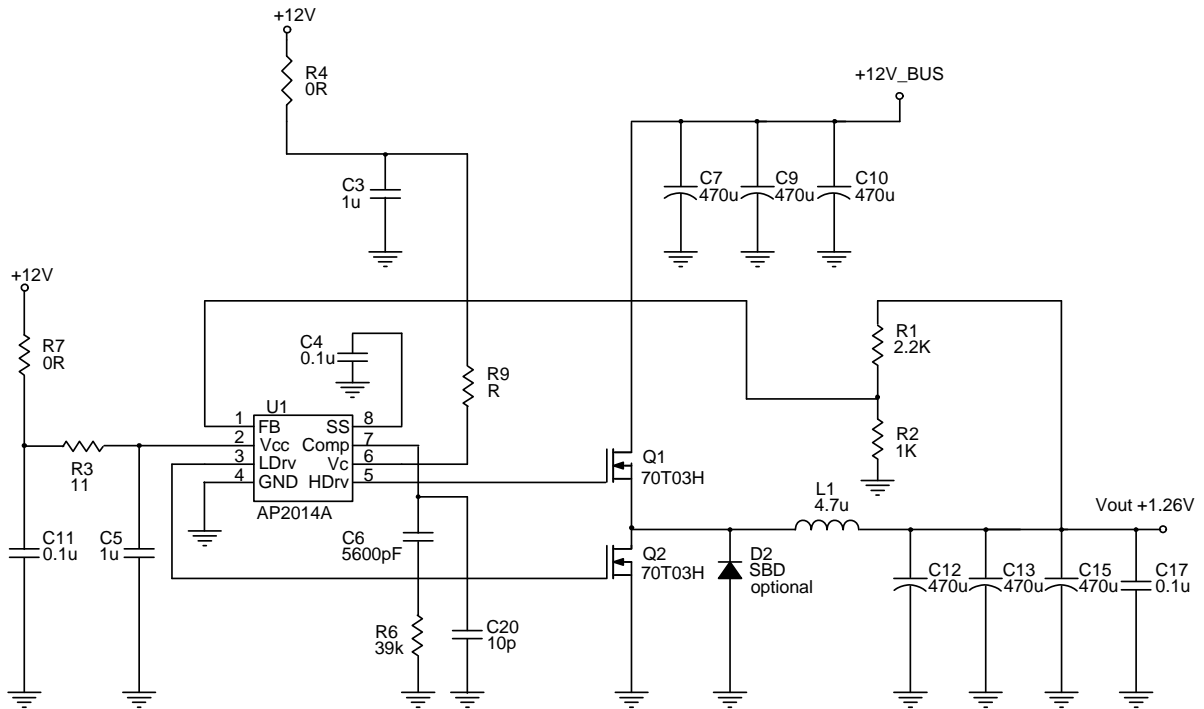 +12V
R4
0R
+12V_BUS
C3
1u
C7
470u
C9
470u
C10
470u
+12V
R7
0R
C4
0.1u
R9
R
R1
2.2K
R2
1K
U1
1
FB
SS
8
2
Vcc
Comp
7
3
LDrv
Vc
6
4
GND
HDrv
5
AP2014A
R3
11
Q1
70T03H
L1
4.7u
Vout +1.26V
C11
0.1u
C5
1u
C6
5600pF
Q2
70T03H
D2
SBD
optional
C12
470u
C13
470u
C15
470u
C17
0.1u
R6
39k
C20
10p